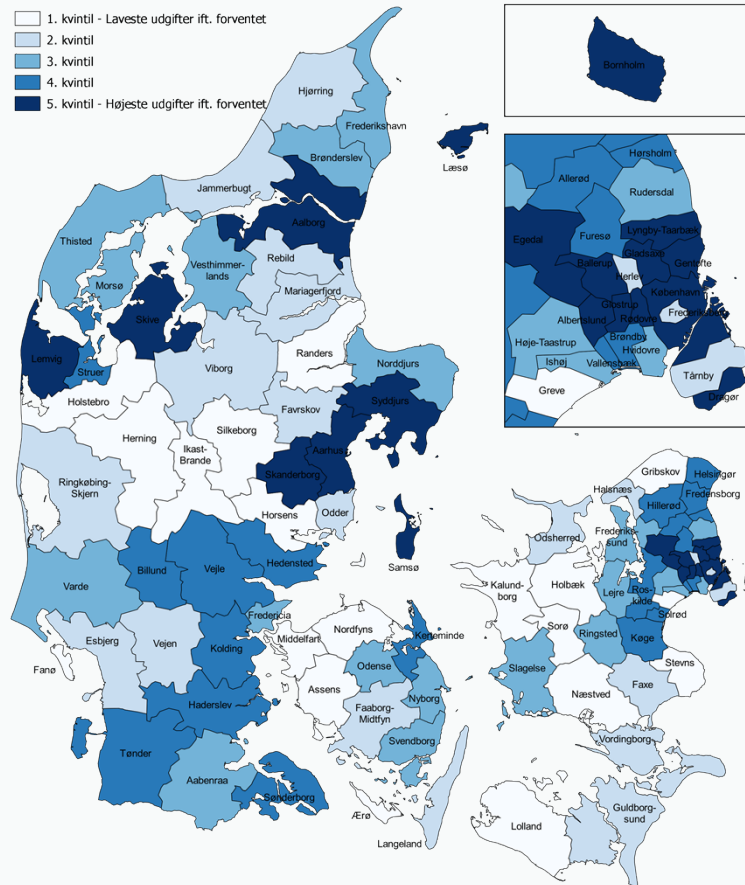 1. kvintil - Laveste udgifter ift. forventet
2. kvintil
3. kvintil
4. kvintil
5. kvintil - Højeste udgifter ift. forventet
Hjørring
Frederikshavn
Brønderslev
Læsø
Jammerbugt
Aalborg
Thisted
Rebild
Vesthimmer-
lands
Morsø
Mariagerfjord
Skive
Lemvig
Randers
Struer
Viborg
Norddjurs
Holstebro
Syddjurs
Favrskov
Silkeborg
Herning
Ikast-
Brande
Aarhus
Skanderborg
Ringkøbing-
Skjern
Horsens
Odder
Samsø
Hedensted
Billund
Vejle
Varde
Fredericia
Esbjerg
Vejen
Kolding
Fanø
Haderslev
Tønder
Aabenraa
Sønderborg
Middelfart
Nordfyns
Kerteminde
Odense
Assens
Nyborg
Faaborg-
Midtfyn
Svendborg
Ærø
Langeland
Bornholm
Hørsholm
Allerød
Rudersdal
Egedal
Furesø
Lyngby-Taarbæk
Gladsaxe
Gentofte
Ballerup
Herlev
København
Glostrup
Rødovre
Frederiksberg
Albertslund
Brøndby
Høje-Taastrup
Hvidovre
Ishøj
Vallensbæk
Tårnby
Greve
Dragør
Gribskov
Helsingør
Halsnæs
Hillerød
Fredensborg
Odsherred
Frederiks-
sund
Kalund-
borg
Holbæk
Lejre
Ros-
kilde
Solrød
Sorø
Ringsted
Køge
Slagelse
Stevns
Næstved
Faxe
Vordingborg
Guldborg-
sund
Lolland